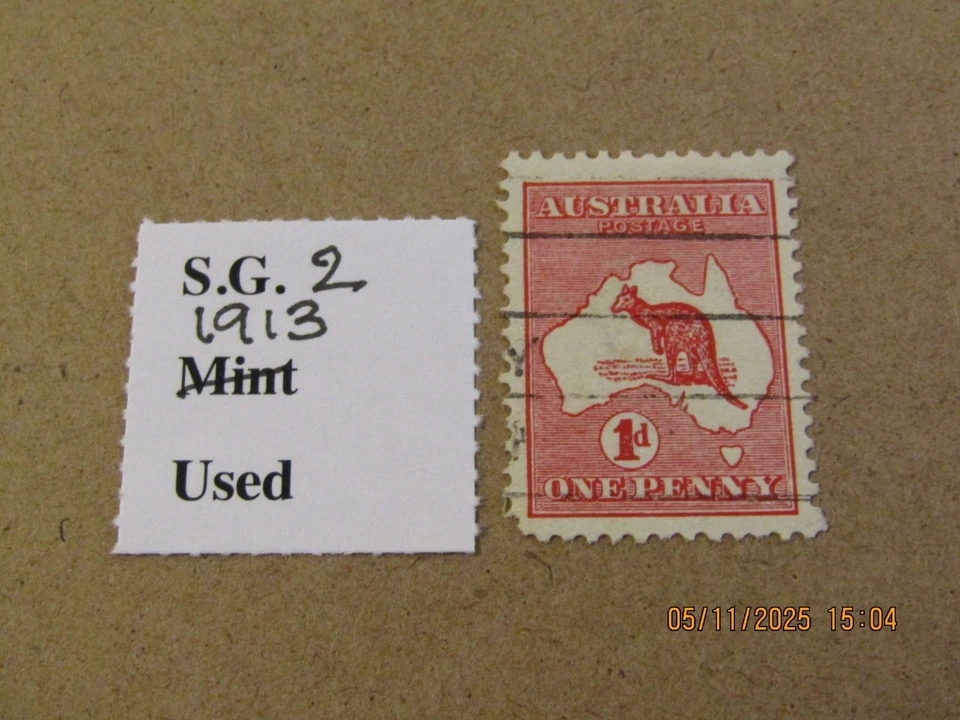 S.G. 2
1913
Mint
Used
AUSTRALIA
POSTAGE
1d
ONE PENNY
05/11/2025 15:04